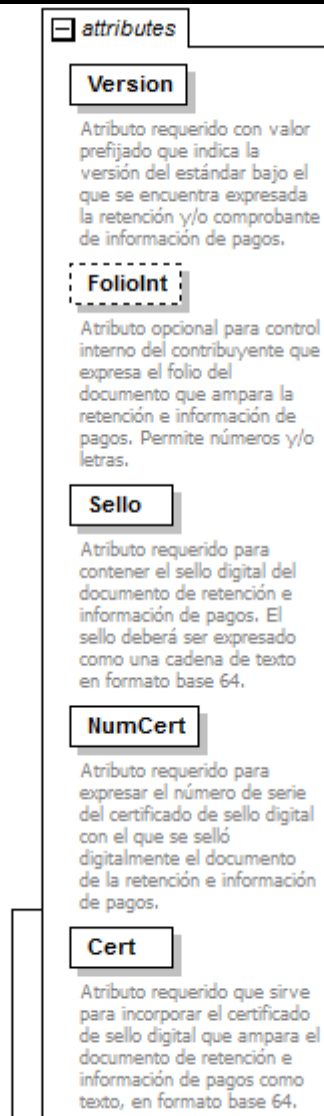 attributes
Version
Atributo requerido con valor
prefijado que indica la
versión del estándar bajo el
que se encuentra expresada
la retención y/o comprobante
de información de pagos.
FolioInt
Atributo opcional para control
interno del contribuyente que
expresa el folio del
documento que ampara la
retención e información de
pagos. Permite números y/o
letras.
Sello
Atributo requerido para
contener el sello digital del
documento de retención e
información de pagos. El
sello deberá ser expresado
como una cadena de texto
en formato base 64.
NumCert
Atributo requerido para
expresar el número de serie
del certificado de sello digital
con el que se selló
digitalmente el documento
de la retención e información
de pagos.
Cert
Atributo requerido que sirve
para incorporar el certificado
de sello digital que ampara el
documento de retención e
información de pagos como
texto, en formato base 64.